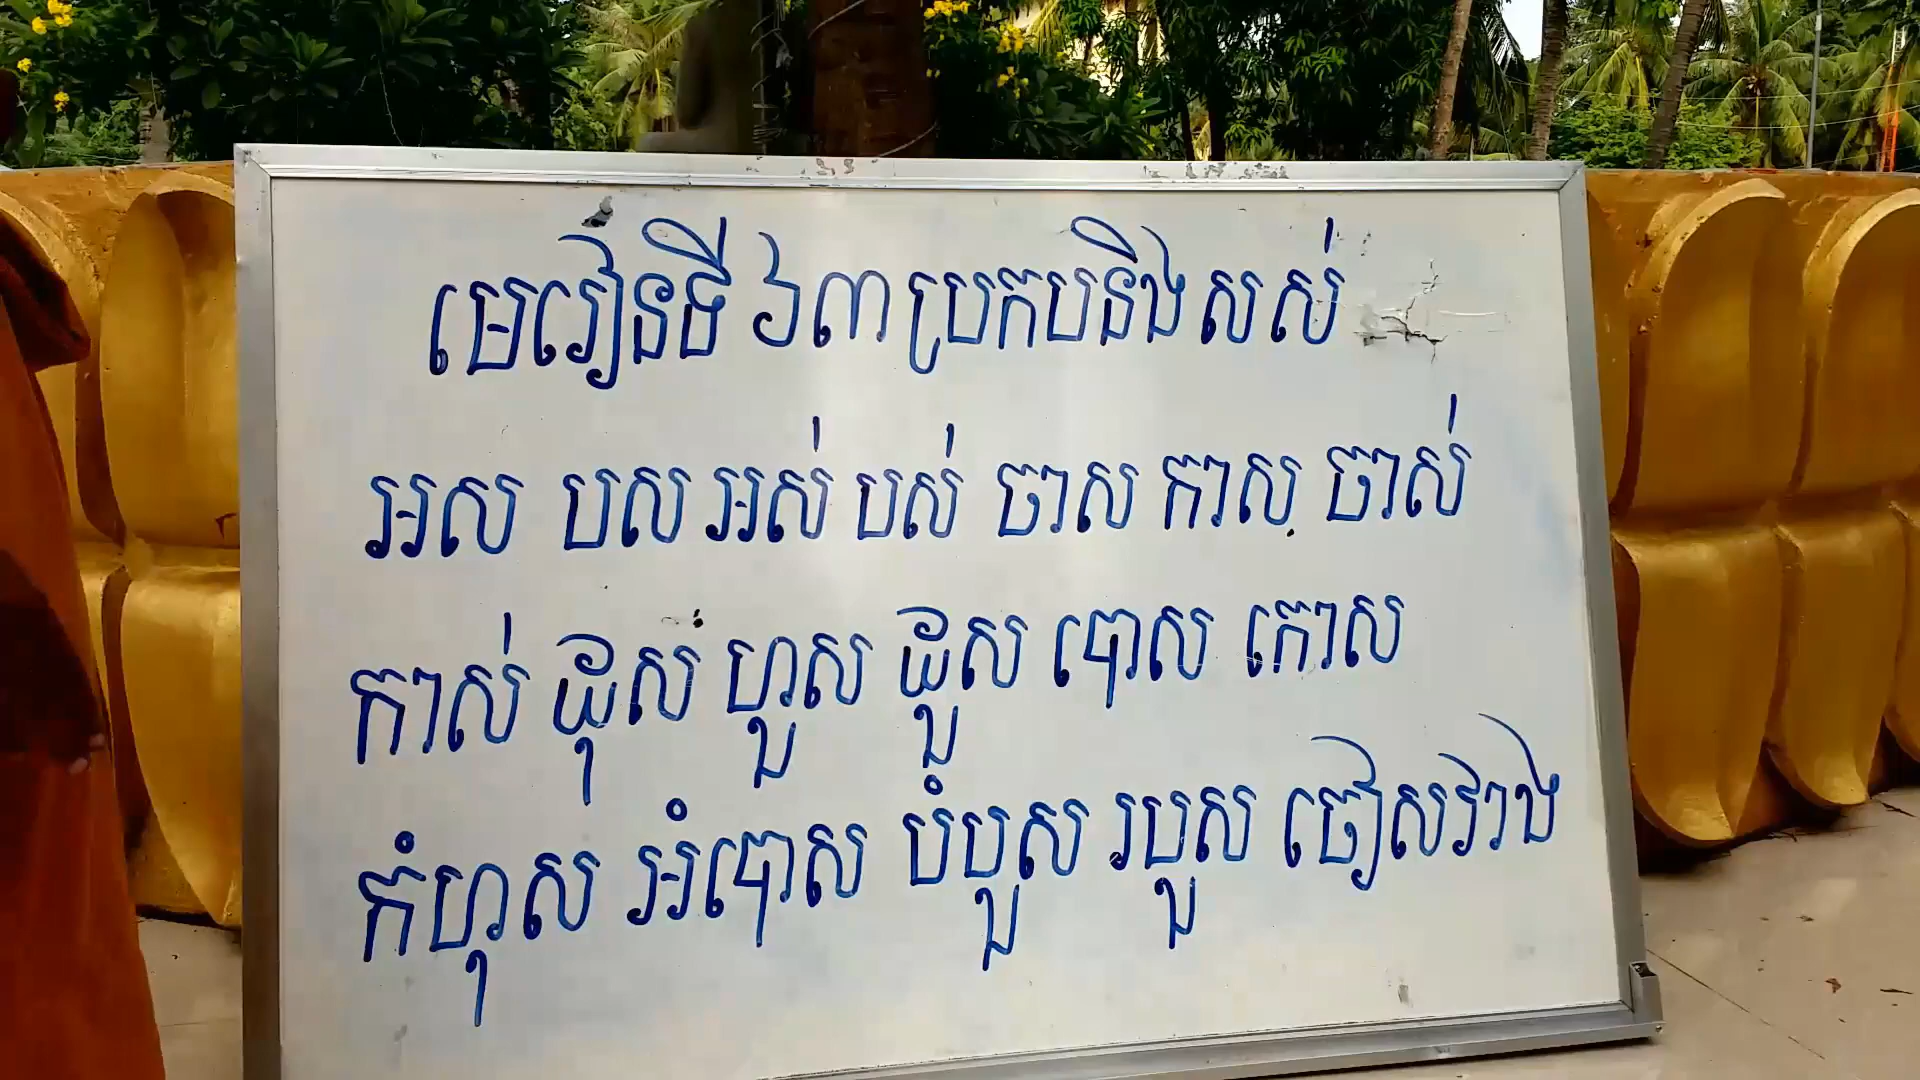 មេរៀនទី ៦៣ ប្រកបនឹង ស ស់
អស បស អស់ បស់ ចាស កាស ចាស់
កាស់ ដុស ហួស ដួស បោស កោស
កំហុស អំបោស បំបួស របួស ចៀសវាង